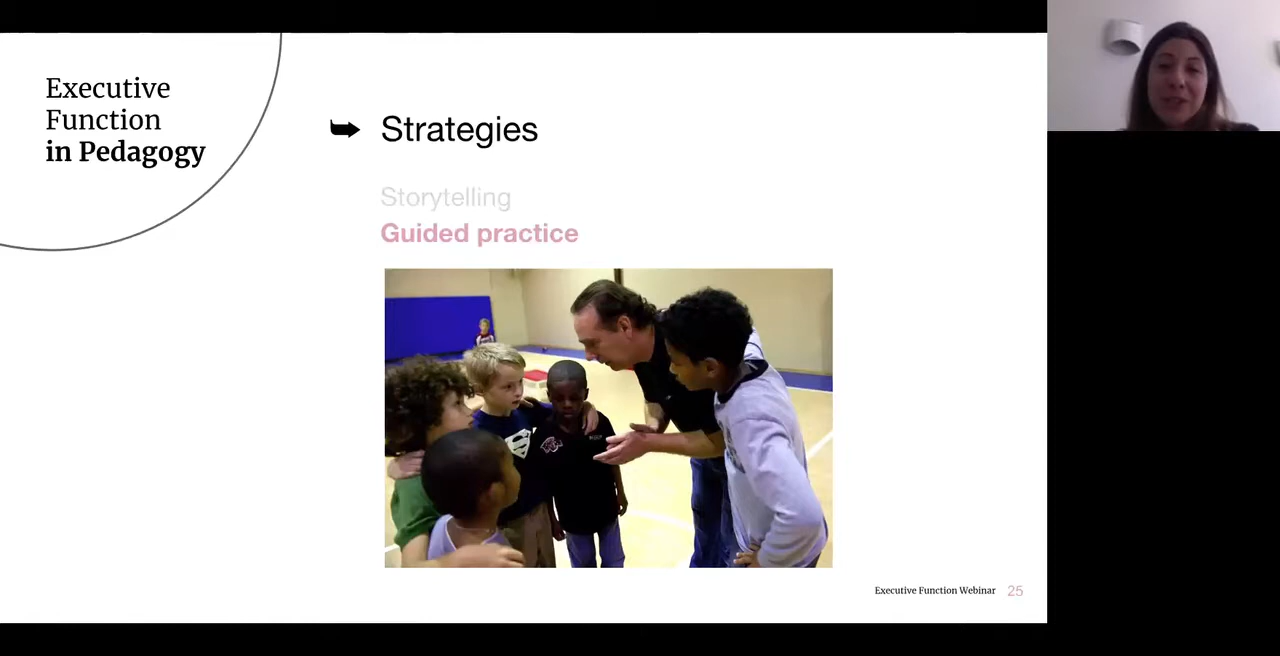 Executive
Function
in Pedagogy
Strategies
Storytelling
Guided practice
Executive Function Webinar 25